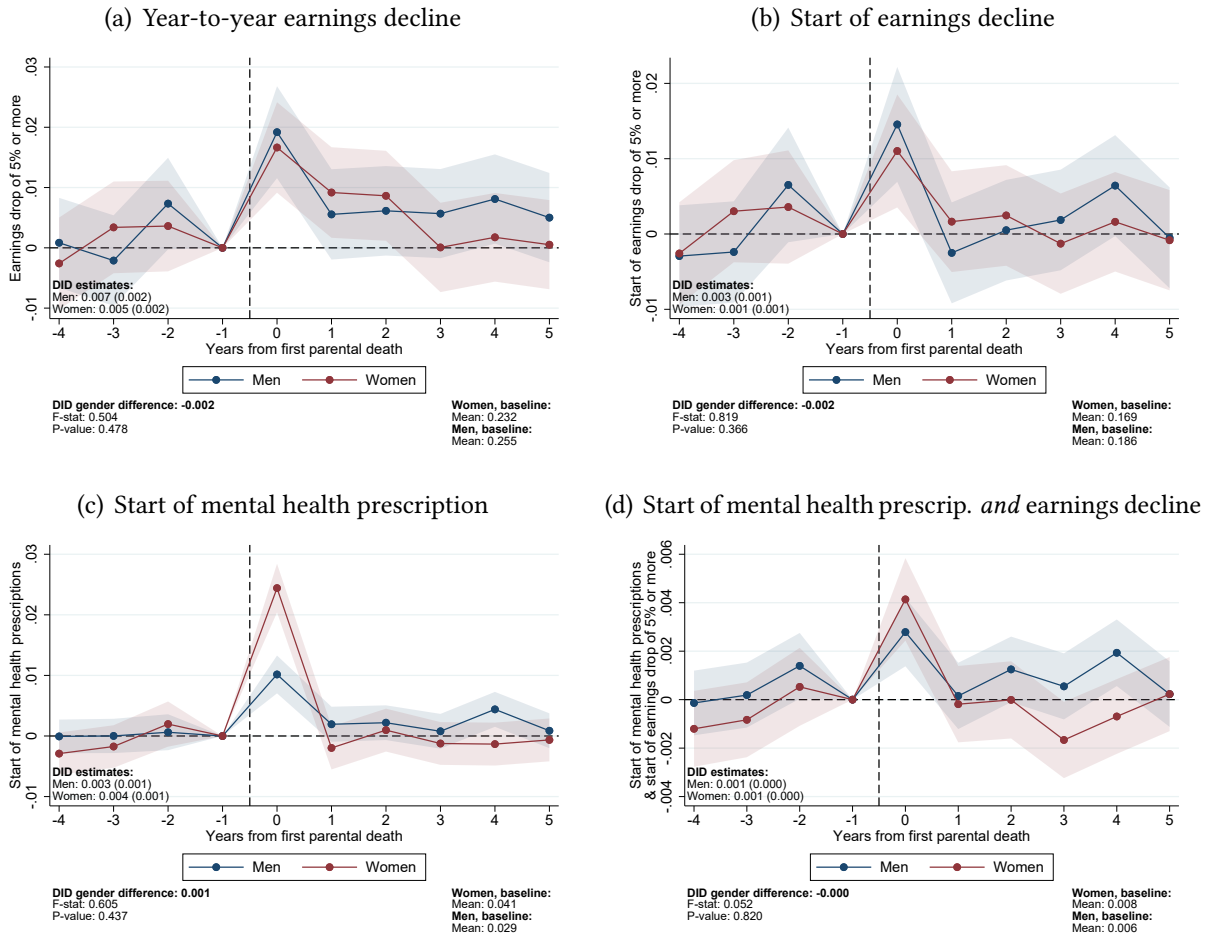 (a) Year-to-year earnings decline
Earnings drop of 5% or more
.03
.02
.01
0
-.01
DID estimates:
Men: 0.007 (0.002)
Women: 0.005 (0.002)
-4 -3 -2 -1 0 1 2 3 4 5
Years from first parental death
Men Women
DID gender difference: -0.002
F-stat: 0.504
P-value: 0.478
Women, baseline:
Mean: 0.232
Men, baseline:
Mean: 0.255
(b) Start of earnings decline
Start of earnings drop of 5% or more
.02
.01
0
-.01
DID estimates:
Men: 0.003 (0.001)
Women: 0.001 (0.001)
-4 -3 -2 -1 0 1 2 3 4 5
Years from first parental death
Men Women
DID gender difference: -0.002
F-stat: 0.819
P-value: 0.366
Women, baseline:
Mean: 0.169
Men, baseline:
Mean: 0.186
(c) Start of mental health prescription
Start of mental health prescriptions
.03
.02
.01
0
-.01
DID estimates:
Men: 0.003 (0.001)
Women: 0.004 (0.001)
-4 -3 -2 -1 0 1 2 3 4 5
Years from first parental death
Men Women
DID gender difference: 0.001
F-stat: 0.605
P-value: 0.437
Women, baseline:
Mean: 0.041
Men, baseline:
Mean: 0.029
(d) Start of mental health prescrip. and earnings decline
Start of mental health prescriptions
& start of earnings drop of 5% or more
.006
.004
.002
0
-.002
-.004
DID estimates:
Men: 0.001 (0.000)
Women: 0.001 (0.000)
-4 -3 -2 -1 0 1 2 3 4 5
Years from first parental death
Men Women
DID gender difference: -0.000
F-stat: 0.052
P-value: 0.820
Women, baseline:
Mean: 0.008
Men, baseline:
Mean: 0.006